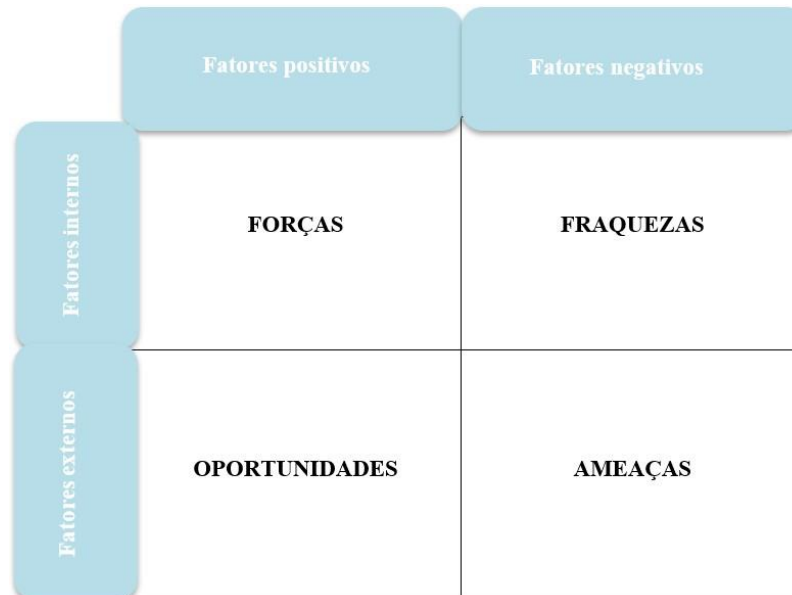 Fatores positivos
Fatores negativos
Fatores internos
FORÇAS
FRAQUEZAS
Fatores externos
OPORTUNIDADES
AMEAÇAS